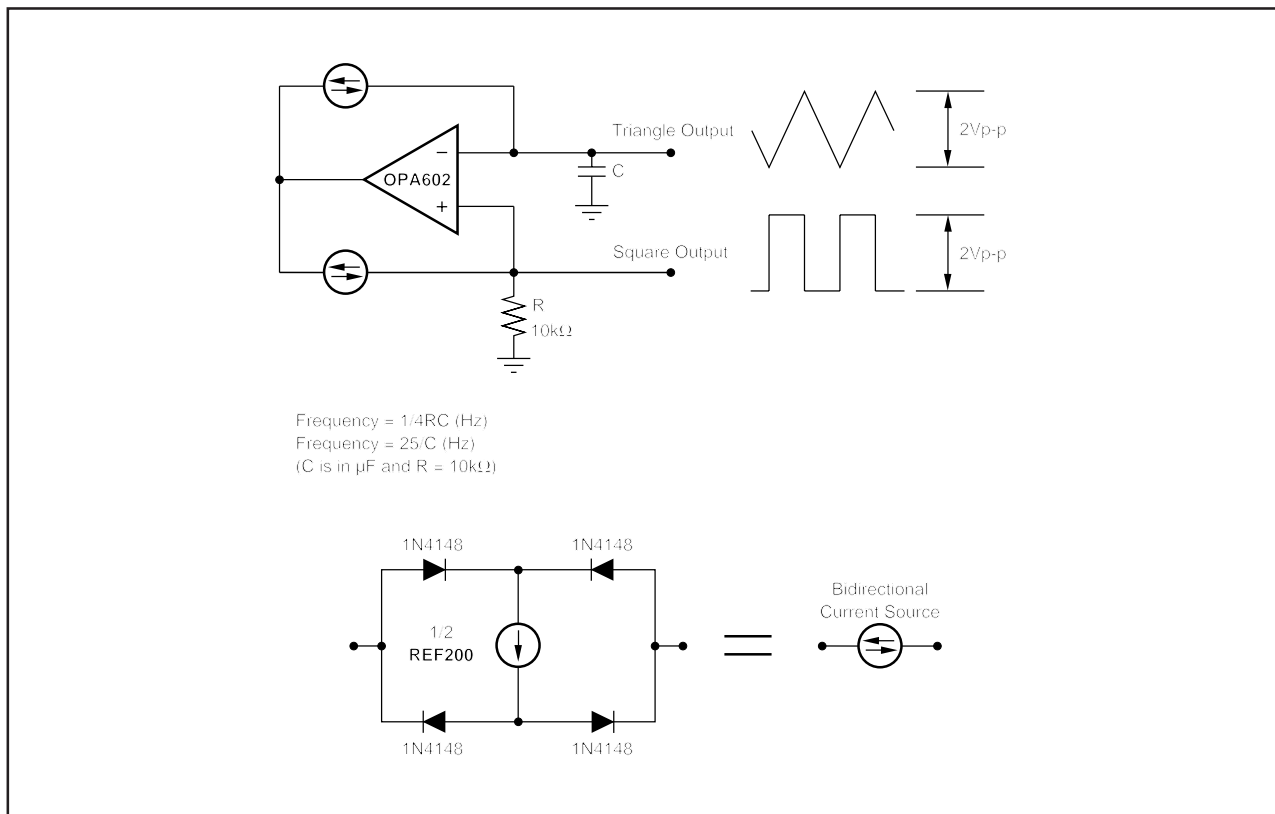 Triangle Output
2Vp-p
C
−
OPA602
+
Square Output
2Vp-p
R
10kΩ
Frequency = 1/4RC (Hz)
Frequency = 25/C (Hz)
(C is in μF and R = 10kΩ)
1N4148
1N4148
1/2
REF200
1N4148
1N4148
Bidirectional
Current Source